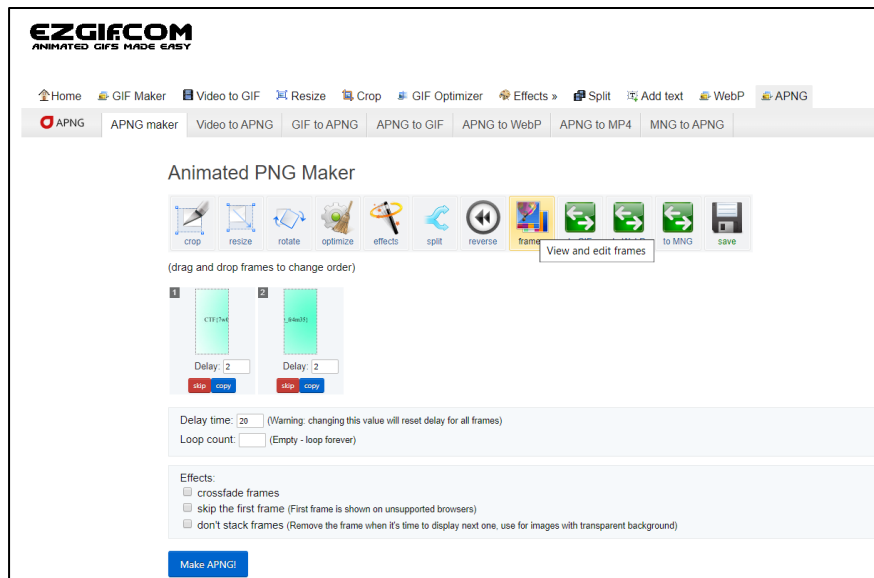 EZGIF.COM
ANIMATED GIFS MADE EASY
Home GIF Maker Video to GIF Resize Crop GIF Optimizer Effects » Split Add text WebP APNG
APNG APNG maker Video to APNG GIF to APNG APNG to GIF APNG to WebP APNG to MP4 MNG to APNG
Animated PNG Maker
crop resize rotate optimize effects split reverse frames to MNG save
View and edit frames
(drag and drop frames to change order)
1 2
Delay: 2 Delay: 2
skip copy skip copy
Delay time: 20 (Warning: changing this value will reset delay for all frames)
Loop count: (Empty - loop forever)
Effects:
crossfade frames
skip the first frame (First frame is shown on unsupported browsers)
don't stack frames (Remove the frame when it's time to display next one, use for images with transparent background)
Make APNG!